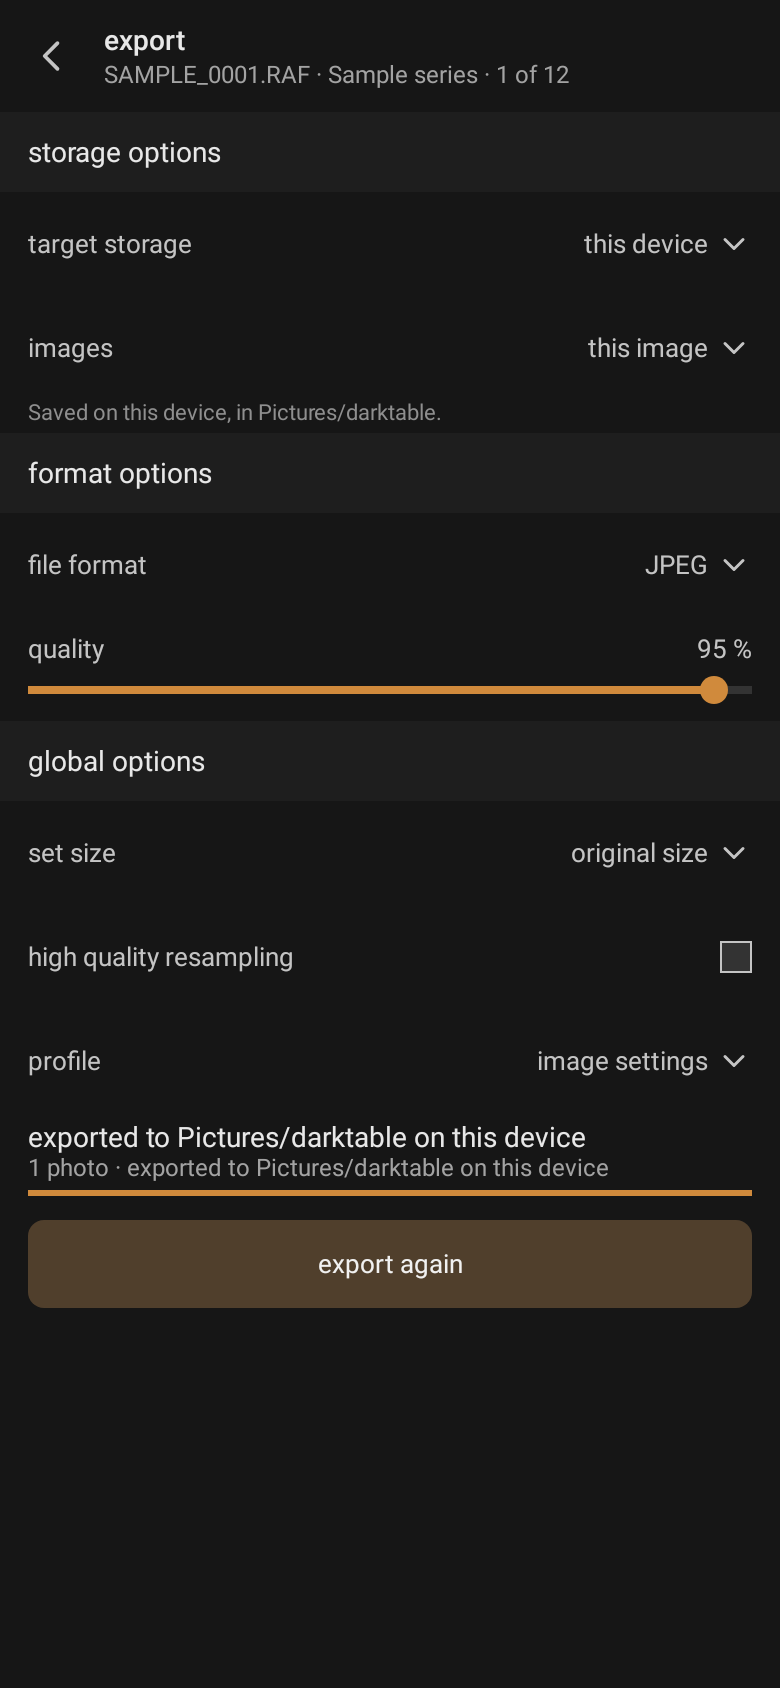 export
SAMPLE_0001.RAF · Sample series · 1 of 12
storage options
target storage this device
images this image
Saved on this device, in Pictures/darktable.
format options
file format JPEG
quality 95 %
global options
set size original size
high quality resampling
profile image settings
exported to Pictures/darktable on this device
1 photo · exported to Pictures/darktable on this device
export again